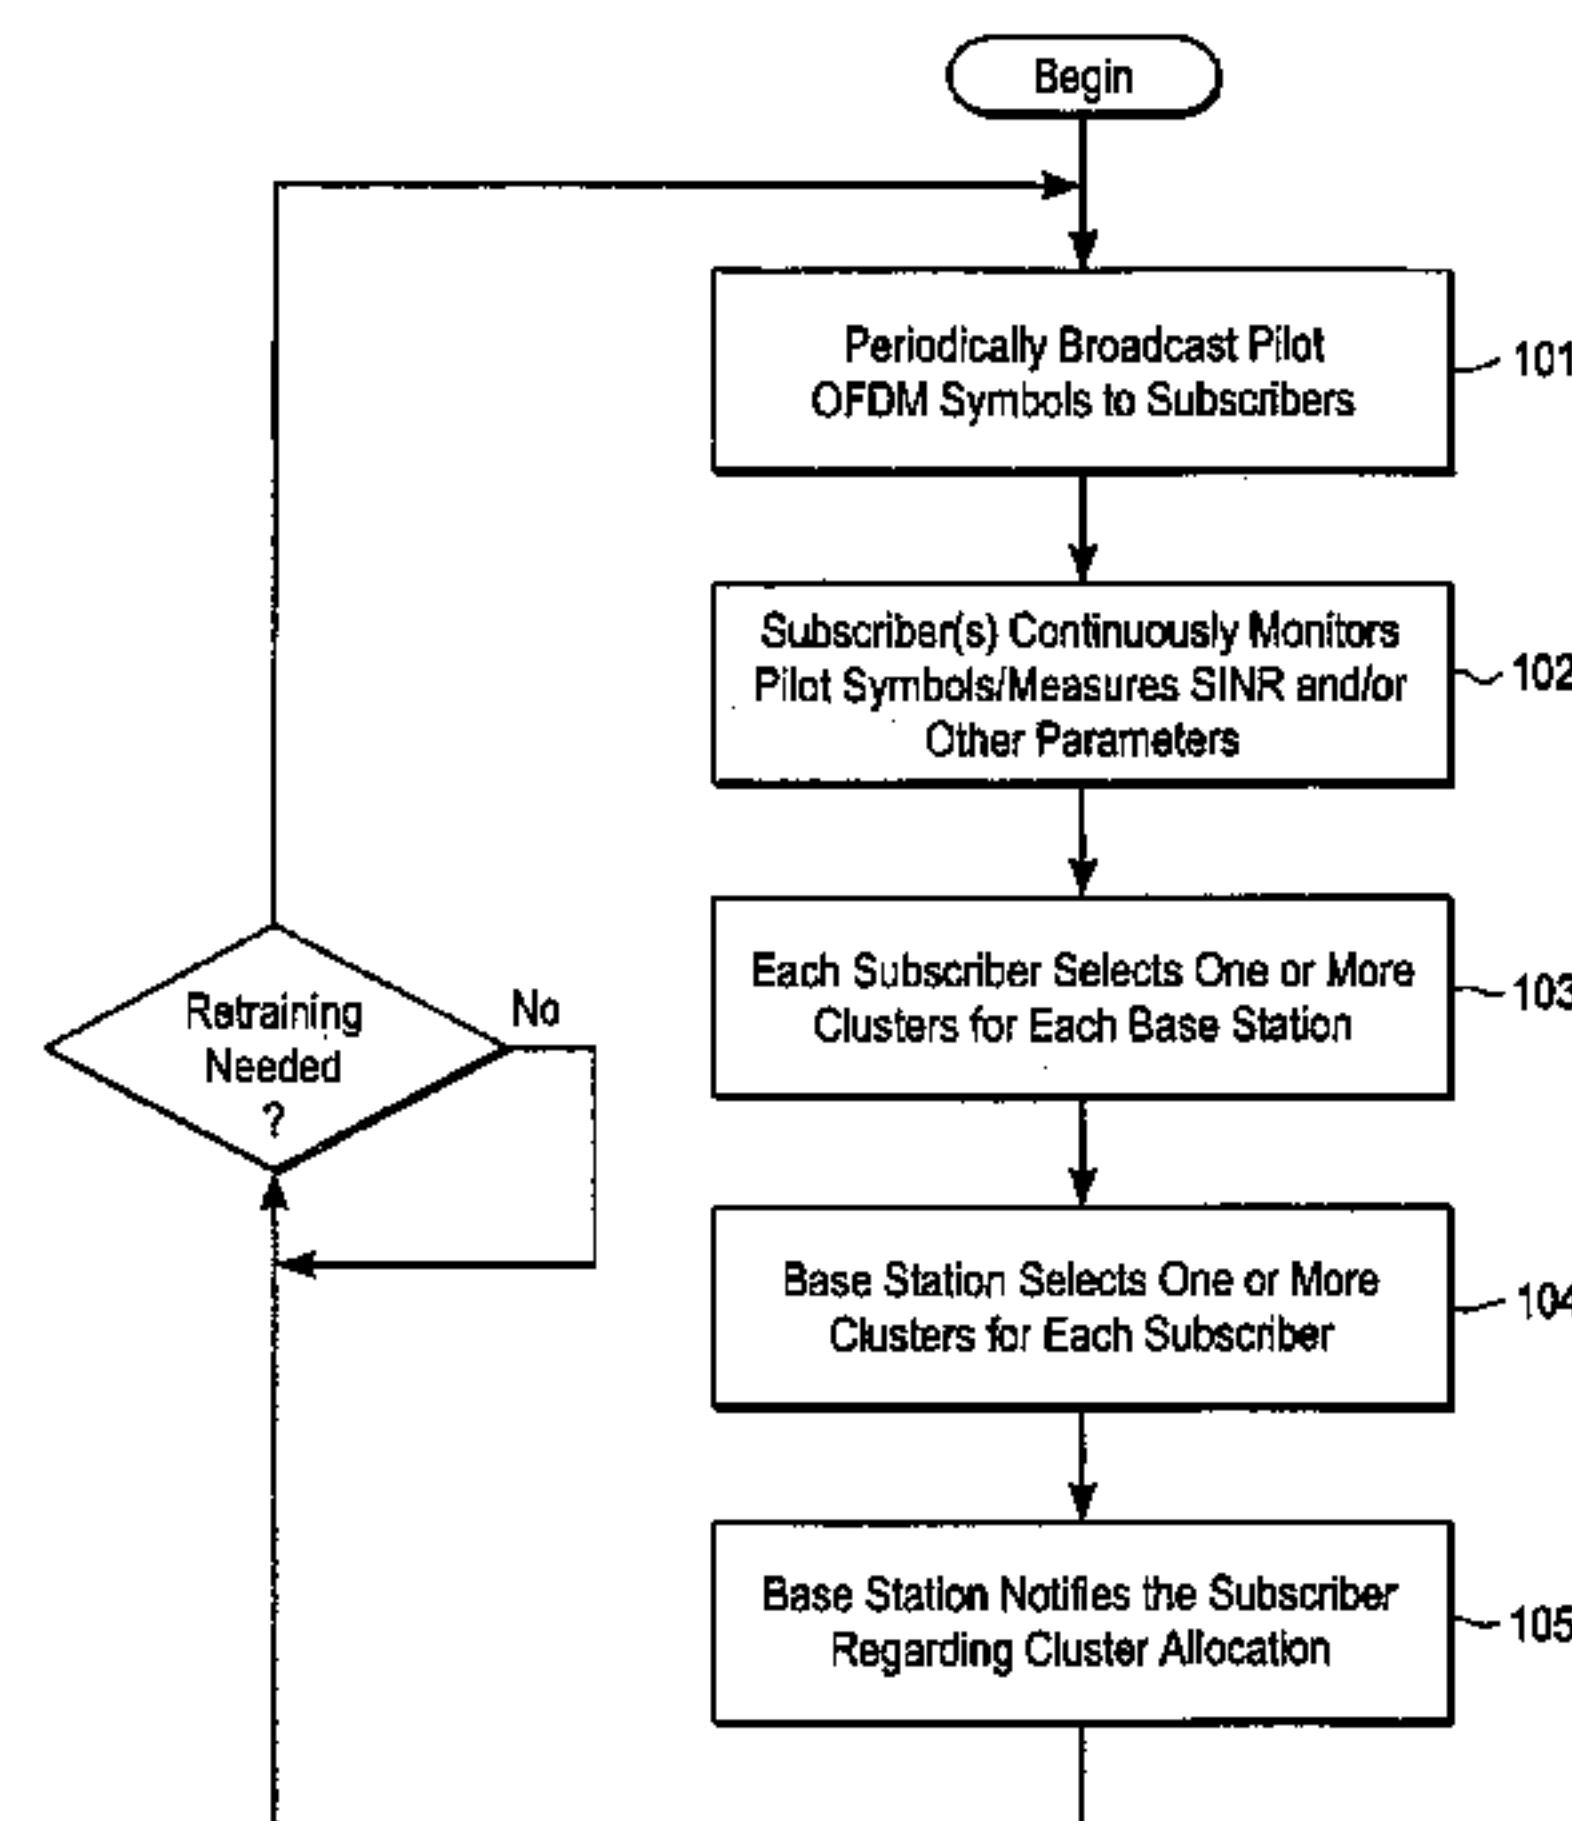 Begin
Periodically Broadcast Pilot
OFDM Symbols to Subscribers
101
Subscriber(s) Continuously Monitors
Pilot Symbols/Measures SINR and/or
Other Parameters
102
Each Subscriber Selects One or More
Clusters for Each Base Station
103
Retraining
Needed
?
No
Base Station Selects One or More
Clusters for Each Subscriber
104
Base Station Notifies the Subscriber
Regarding Cluster Allocation
105